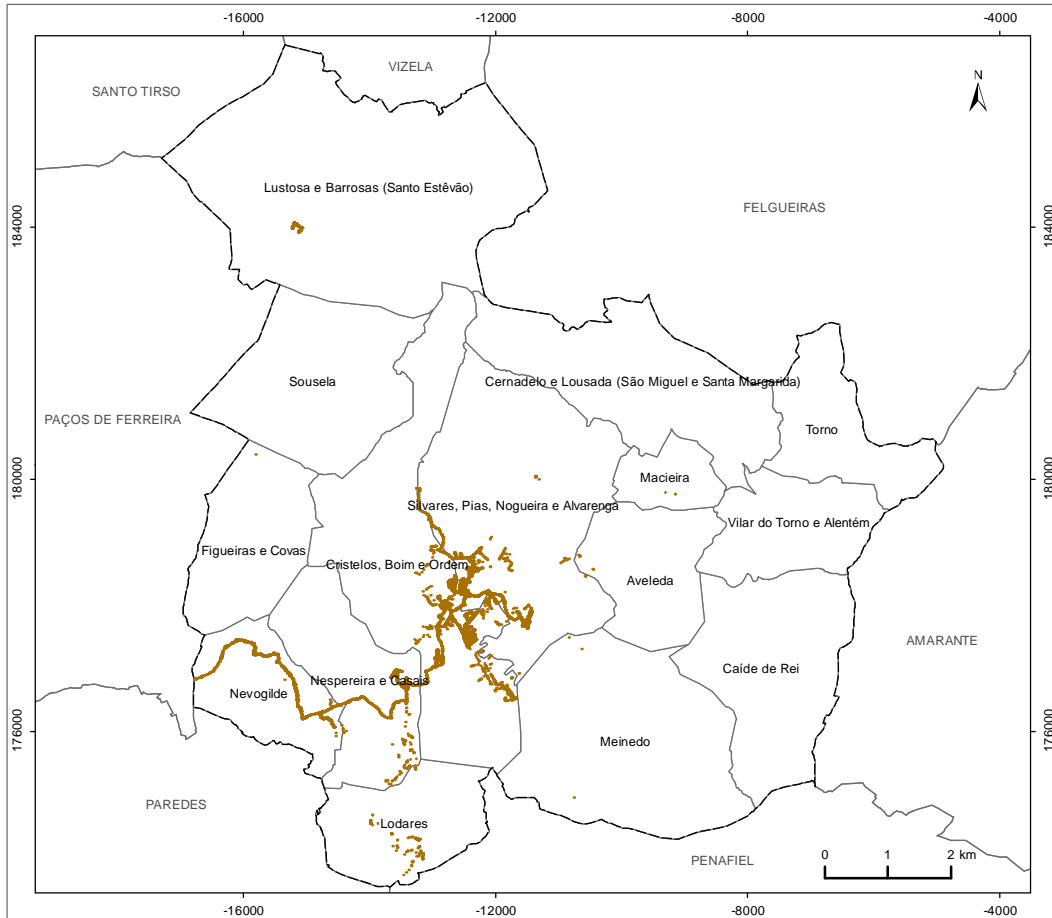 -16000 -12000 -8000 -4000
VIZELA
SANTO TIRSO
N
Lustosa e Barrosas (Santo Estêvão)
FELGUEIRAS
184000 184000
Sousela
Cernadelo e Lousada (São Miguel e Santa Margarida)
PAÇOS DE FERREIRA
Torno
Macieira
180000 180000
Silvares, Pias, Nogueira e Alvarenga
Vilar do Torno e Alentém
Figueiras e Covas
Cristelos, Boim e Ordem
Aveleda
AMARANTE
Caíde de Rei
Nespereira e Casais
Nevogilde
176000 176000
Meinedo
PAREDES
Lodares
PENAFIEL
0 1 2 km
-16000 -12000 -8000 -4000